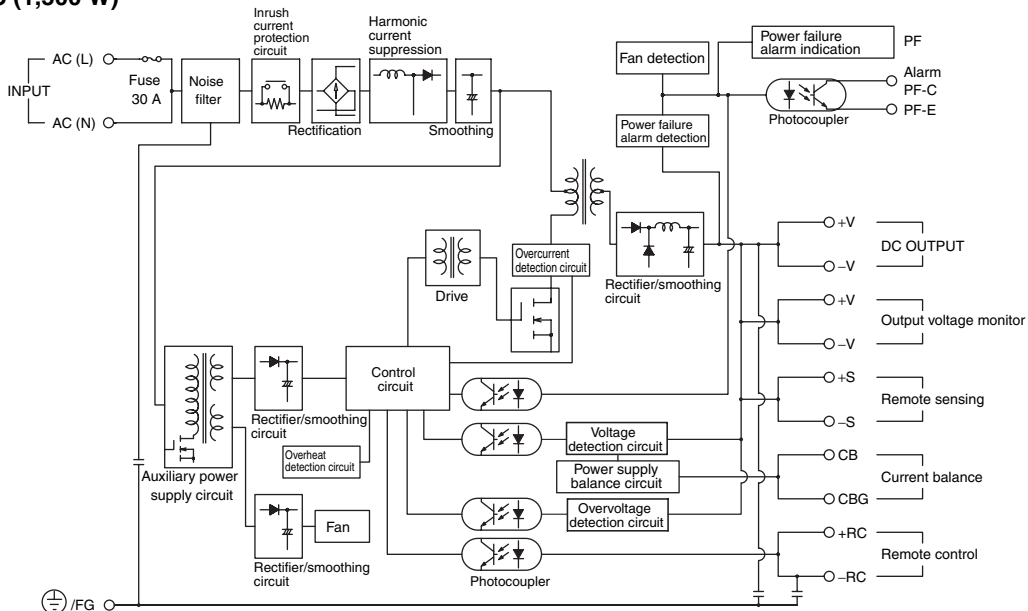 Inrush
current
protection
circuit
Harmonic
current
suppression
Power failure
alarm indication
PF
Fan detection
AC (L)
Fuse
30 A
Noise
filter
Alarm
PF-C
INPUT
AC (N)
PF-E
Rectification
Smoothing
Photocoupler
Power failure
alarm detection
+V
DC OUTPUT
–V
Overcurrent
detection circuit
Drive
Rectifier/smoothing
circuit
+V
Output voltage monitor
–V
Control
circuit
+S
Remote sensing
–S
Rectifier/smoothing
circuit
Overheat
detection circuit
Voltage
detection circuit
Power supply
balance circuit
CB
Current balance
CBG
Auxiliary power
supply circuit
Overvoltage
detection circuit
Fan
+RC
Remote control
–RC
Rectifier/smoothing
circuit
Photocoupler
/FG